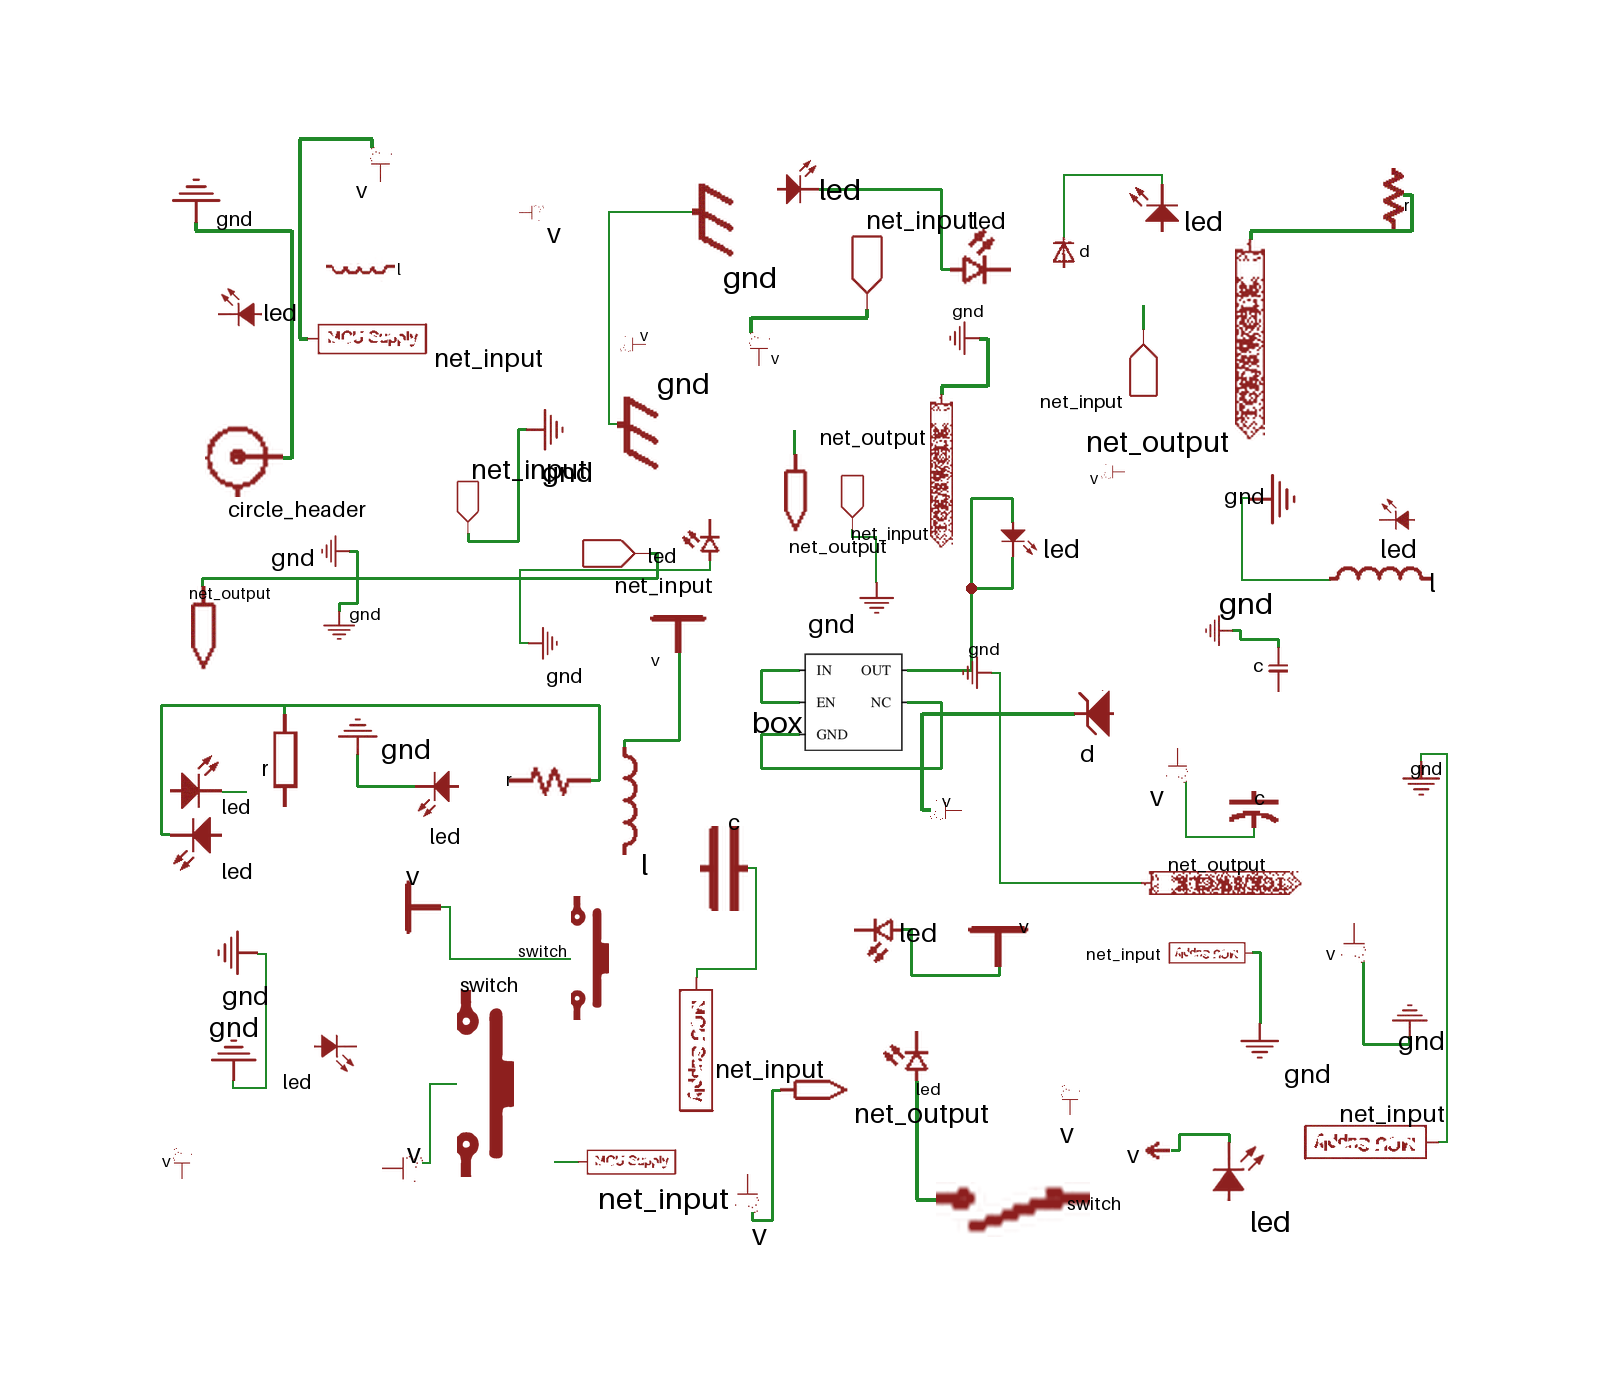 v
gnd
led
net_input
led
led
r
d
v
gnd
l
gnd
led
MCU Supply
v
v
net_input
gnd
net_input
net_output
net_output
net_input
gnd
v
gnd
circle_header
net_input
net_output
led
led
gnd
led
net_input
net_output
gnd
gnd
l
gnd
v
gnd
gnd
c
IN
OUT
EN
NC
GND
box
gnd
d
r
r
led
led
led
l
v
v
c
gnd
c
v
net_output
led
v
switch
net_input
v
gnd
gnd
switch
led
net_input
led
net_output
gnd
gnd
v
net_input
v
v
MCU Supply
net_input
v
switch
v
led